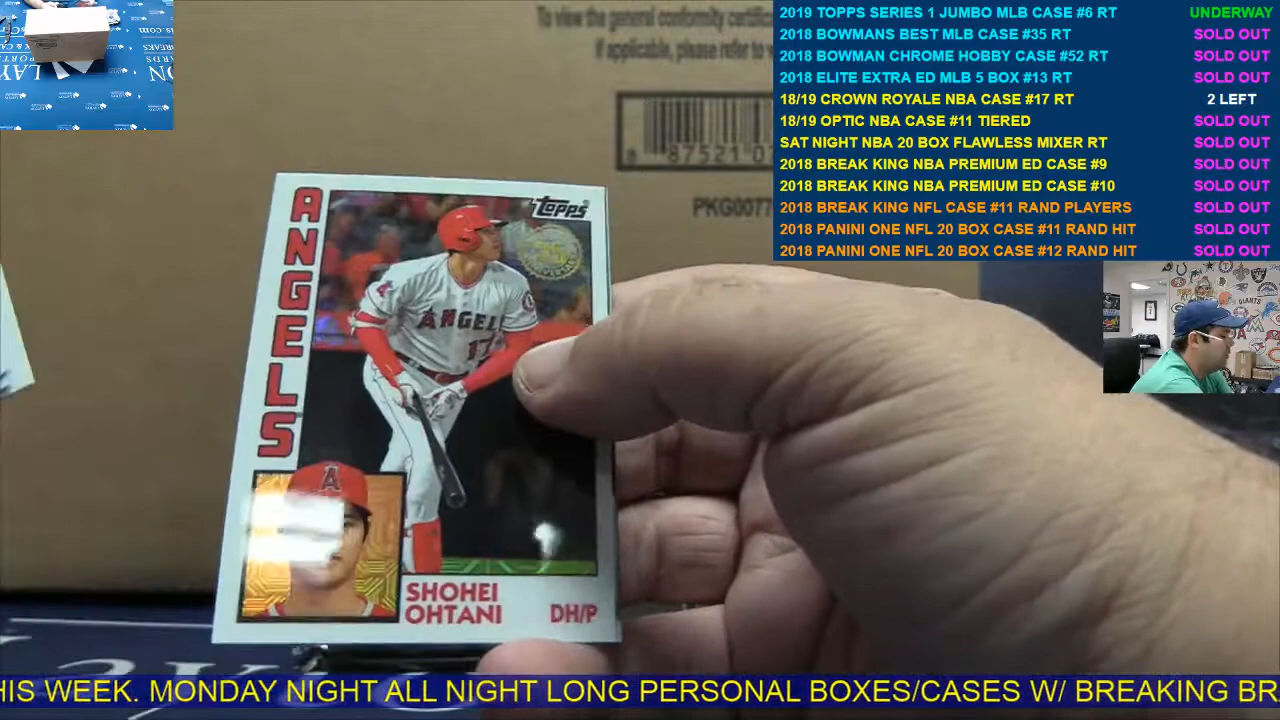 To view the general conformity certific
if applicable, please refer to
2019 TOPPS SERIES 1 JUMBO MLB CASE #6 RT UNDERWAY
2018 BOWMANS BEST MLB CASE #35 RT SOLD OUT
2018 BOWMAN CHROME HOBBY CASE #52 RT SOLD OUT
2018 ELITE EXTRA ED MLB 5 BOX #13 RT SOLD OUT
18/19 CROWN ROYALE NBA CASE #17 RT 2 LEFT
18/19 OPTIC NBA CASE #11 TIERED SOLD OUT
SAT NIGHT NBA 20 BOX FLAWLESS MIXER RT SOLD OUT
2018 BREAK KING NBA PREMIUM ED CASE #9 SOLD OUT
2018 BREAK KING NBA PREMIUM ED CASE #10 SOLD OUT
2018 BREAK KING NFL CASE #11 RAND PLAYERS SOLD OUT
2018 PANINI ONE NFL 20 BOX CASE #11 RAND HIT SOLD OUT
2018 PANINI ONE NFL 20 BOX CASE #12 RAND HIT SOLD OUT
8 87521 0
PKG0077
ANGELS
Topps
ANGEL
17
A
SHOHEI
OHTANI
DH/P
GIANTS
HIS WEEK. MONDAY NIGHT ALL NIGHT LONG PERSONAL BOXES/CASES W/ BREAKING BR